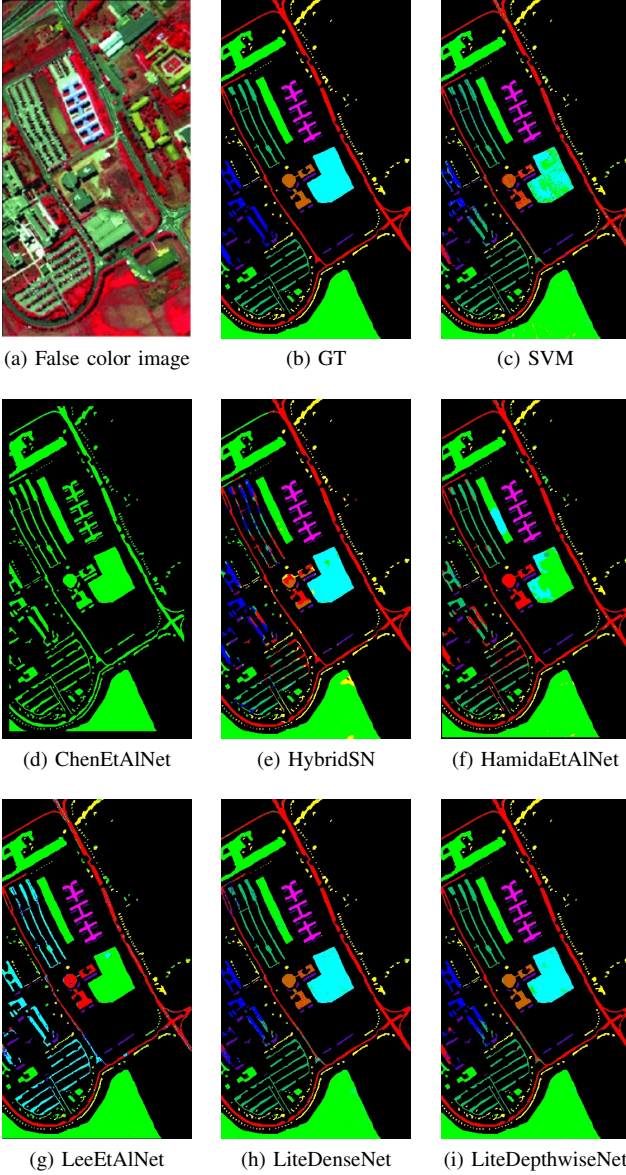 (a) False color image
(b) GT
(c) SVM
(d) ChenEtAlNet
(e) HybridSN
(f) HamidaEtAlNet
(g) LeeEtAlNet
(h) LiteDenseNet
(i) LiteDepthwiseNet